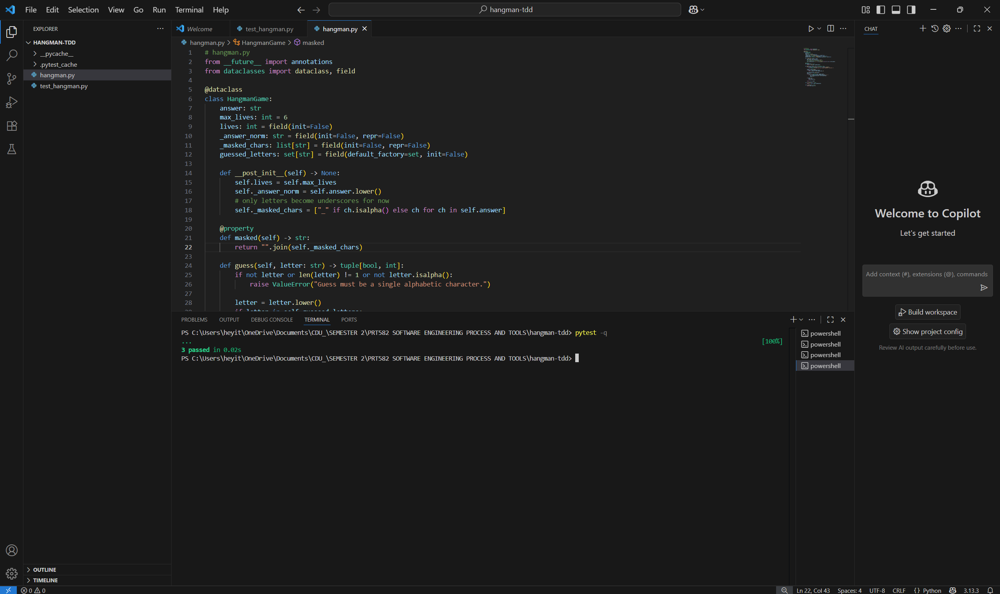 File Edit Selection View Go Run Terminal Help
hangman-tdd
EXPLORER
HANGMAN-TDD
__pycache__
.pytest_cache
hangman.py
test_hangman.py
OUTLINE
TIMELINE
Welcome test_hangman.py hangman.py
hangman.py > HangmanGame > masked
1 # hangman.py
2 from __future__ import annotations
3 from dataclasses import dataclass, field
4
5 @dataclass
6 class HangmanGame:
7     answer: str
8     max_lives: int = 6
9     lives: int = field(init=False)
10     _answer_norm: str = field(init=False, repr=False)
11     _masked_chars: list[str] = field(init=False, repr=False)
12     guessed_letters: set[str] = field(default_factory=set, init=False)
13
14     def __post_init__(self) -> None:
15         self.lives = self.max_lives
16         self._answer_norm = self.answer.lower()
17         # only letters become underscores for now
18         self._masked_chars = ["_" if ch.isalpha() else ch for ch in self.answer]
19
20     @property
21     def masked(self) -> str:
22         return "".join(self._masked_chars)
23
24     def guess(self, letter: str) -> tuple[bool, int]:
25         if not letter or len(letter) != 1 or not letter.isalpha():
26             raise ValueError("Guess must be a single alphabetic character.")
27
28         letter = letter.lower()
PROBLEMS OUTPUT DEBUG CONSOLE TERMINAL PORTS
PS C:\Users\heyit\OneDrive\Documents\CDU_\SEMESTER 2\PRT582 SOFTWARE ENGINEERING PROCESS AND TOOLS\hangman-tdd> pytest -q
... [100%]
3 passed in 0.02s
PS C:\Users\heyit\OneDrive\Documents\CDU_\SEMESTER 2\PRT582 SOFTWARE ENGINEERING PROCESS AND TOOLS\hangman-tdd>
powershell
powershell
powershell
powershell
CHAT
Welcome to Copilot
Let's get started
Add context (#), extensions (@), commands
Build workspace
Show project config
Review AI output carefully before use.
0 0
Ln 22, Col 43 Spaces: 4 UTF-8 CRLF {} Python 3.13.3